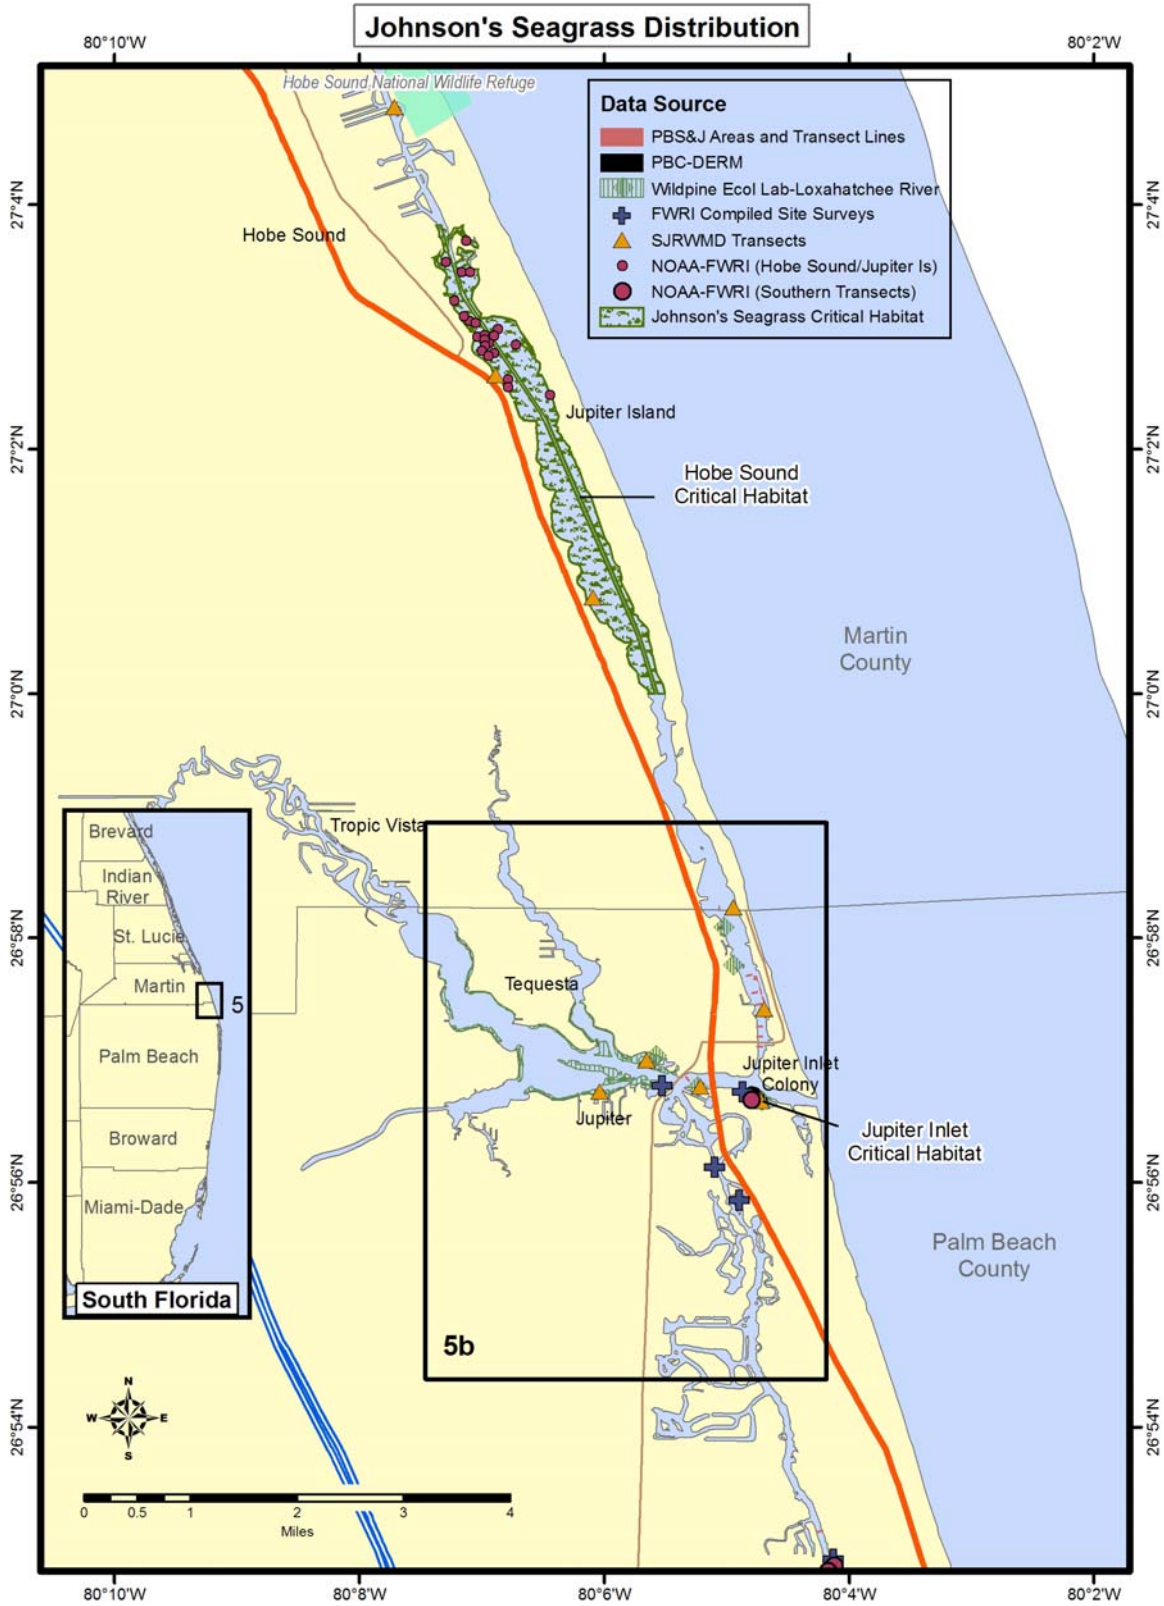 Johnson's Seagrass Distribution
80°10'W
80°2'W
Hobe Sound National Wildlife Refuge
Data Source
PBS&J Areas and Transect Lines
PBC-DERM
Wildpine Ecol Lab-Loxahatchee River
FWRI Compiled Site Surveys
SJRWMD Transects
NOAA-FWRI (Hobe Sound/Jupiter Is)
NOAA-FWRI (Southern Transects)
Johnson's Seagrass Critical Habitat
27°4'N
27°4'N
Hobe Sound
Jupiter Island
27°2'N
27°2'N
Hobe Sound
Critical Habitat
Martin
County
27°0'N
27°0'N
Tropic Vista
Brevard
Indian
River
St. Lucie
Martin
5
Palm Beach
Broward
Miami-Dade
South Florida
26°58'N
26°58'N
Tequesta
Jupiter Inlet
Colony
Jupiter
Jupiter Inlet
Critical Habitat
26°56'N
26°56'N
Palm Beach
County
5b
N
W
E
S
26°54'N
26°54'N
0 0.5 1 2 3 4
Miles
80°10'W
80°8'W
80°6'W
80°4'W
80°2'W